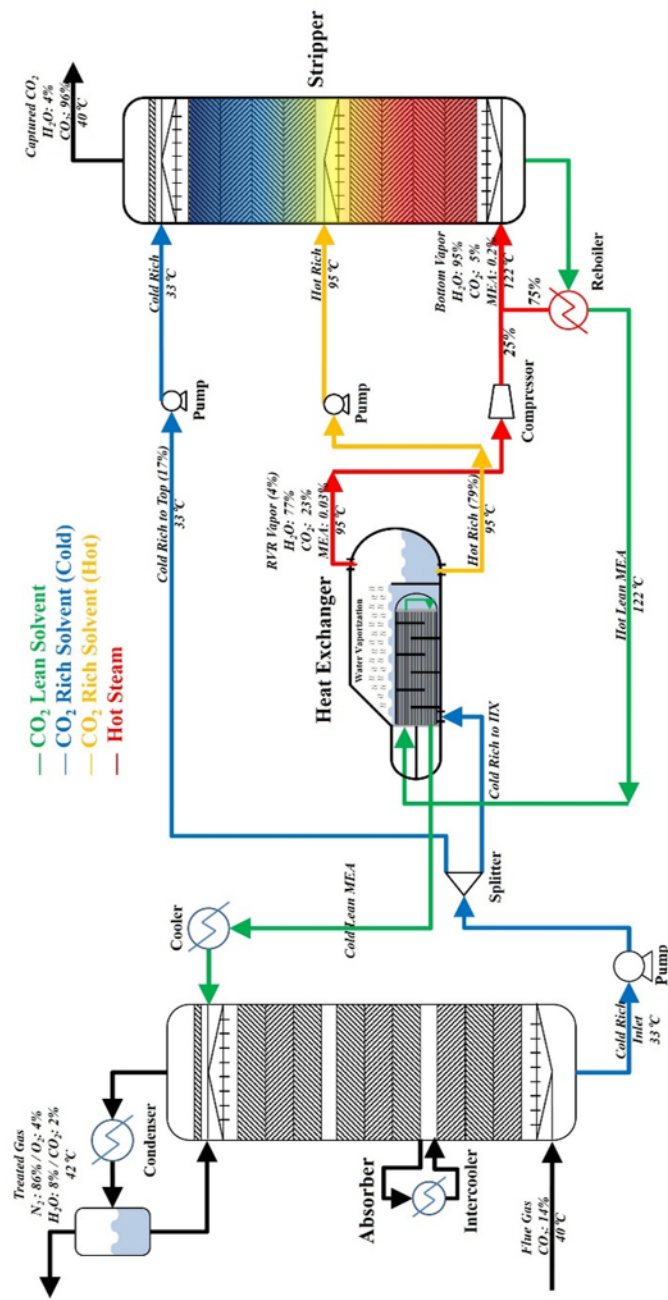 — CO₂ Lean Solvent
— CO₂ Rich Solvent (Cold)
— CO₂ Rich Solvent (Hot)
— Hot Steam
Treated Gas
N₂: 86% / O₂: 4%
H₂O: 8% / CO₂: 2%
42℃
Condenser
Cooler
Absorber
Intercooler
Flue Gas
CO₂: 14%
40℃
Cold Rich
Inlet
33℃
Pump
Splitter
Cold Lean MEA
Cold Rich to HX
Cold Rich to Top (17%)
33℃
Heat Exchanger
Water Vaporization
RVR Vapor (4%)
H₂O: 77%
CO₂: 23%
MEA: 0.03%
95℃
Hot Rich (79%)
95℃
Hot Lean MEA
122℃
Pump
Pump
Compressor
Cold Rich
33℃
Hot Rich
95℃
Bottom Vapor
H₂O: 95%
CO₂: 5%
MEA: 0.2%
122℃
25%
75%
Reboiler
Stripper
Captured CO₂
H₂O: 4%
CO₂: 96%
40℃